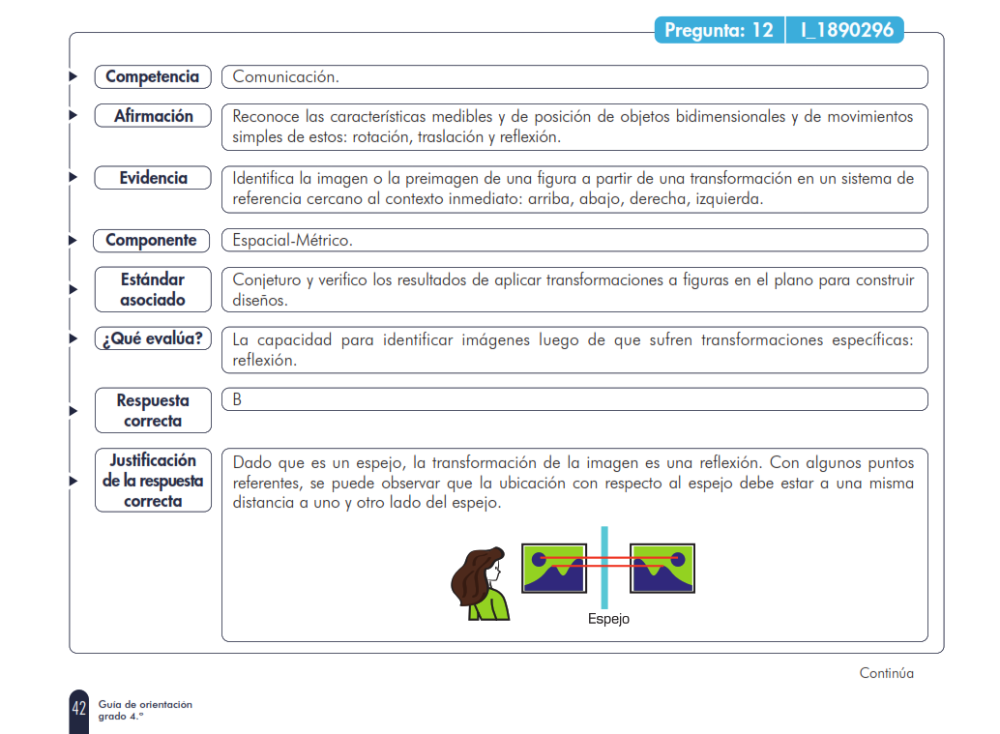 Pregunta: 12 I_1890296
Competencia
Comunicación.
Afirmación
Reconoce las características medibles y de posición de objetos bidimensionales y de movimientos
simples de estos: rotación, traslación y reflexión.
Evidencia
Identifica la imagen o la preimagen de una figura a partir de una transformación en un sistema de
referencia cercano al contexto inmediato: arriba, abajo, derecha, izquierda.
Componente
Espacial-Métrico.
Estándar
asociado
Conjeturo y verifico los resultados de aplicar transformaciones a figuras en el plano para construir
diseños.
¿Qué evalúa?
La capacidad para identificar imágenes luego de que sufren transformaciones específicas:
reflexión.
Respuesta
correcta
B
Justificación
de la respuesta
correcta
Dado que es un espejo, la transformación de la imagen es una reflexión. Con algunos puntos
referentes, se puede observar que la ubicación con respecto al espejo debe estar a una misma
distancia a uno y otro lado del espejo.
Espejo
Continúa
42
Guía de orientación
grado 4.º